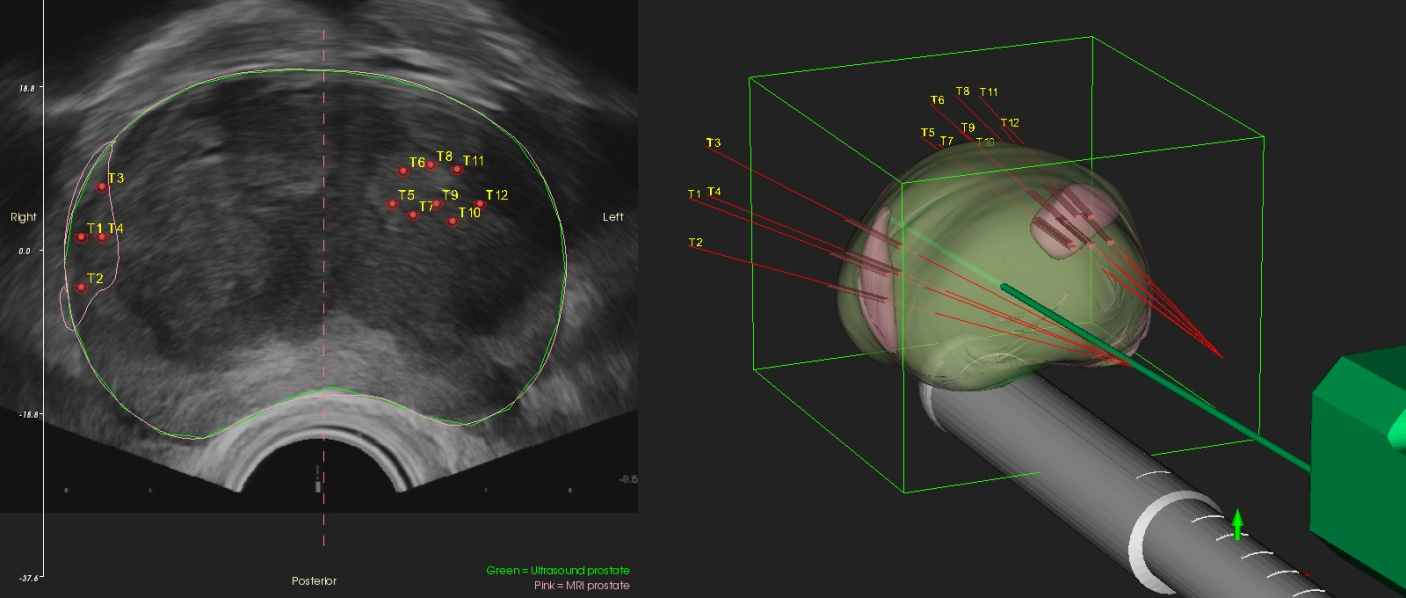 18.8
T6 T8 T11
T3
T5 T9 T12
T7 T10
Right
Left
T1 T4
0.0
T2
-18.8
-0.6
-37.6
Posterior
Green = Ultrasound prostate
Pink = MRI prostate
T8 T11
T6
T9 T12
T5 T7 T10
T3
T1 T4
T2